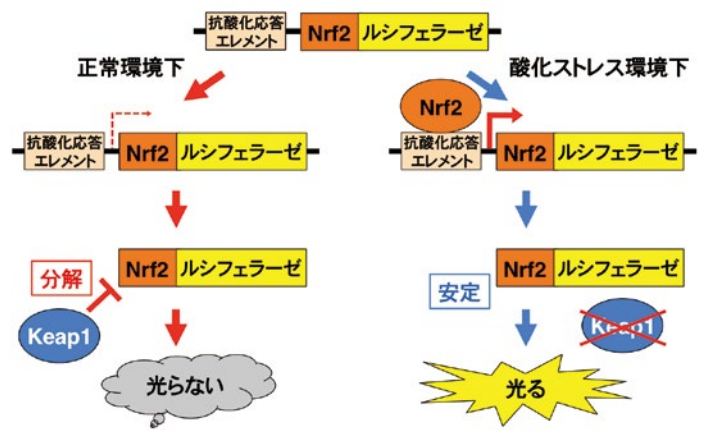 抗酸化応答
エレメント
Nrf2
ルシフェラーゼ
正常環境下
酸化ストレス環境下
抗酸化応答
エレメント
Nrf2
ルシフェラーゼ
Nrf2
抗酸化応答
エレメント
Nrf2
ルシフェラーゼ
分解
Keap1
Nrf2
ルシフェラーゼ
安定
Nrf2
ルシフェラーゼ
Keap1
光らない
光る